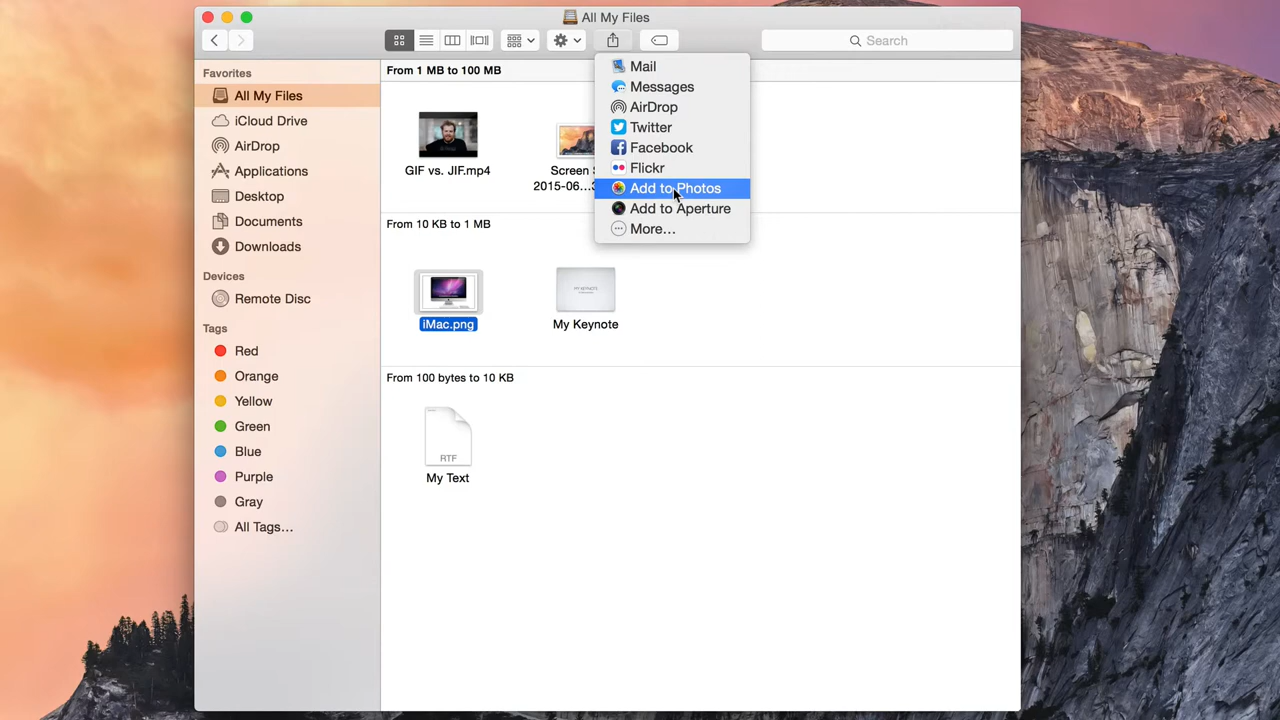 All My Files
Search
Favorites
All My Files
iCloud Drive
AirDrop
Applications
Desktop
Documents
Downloads
Devices
Remote Disc
Tags
Red
Orange
Yellow
Green
Blue
Purple
Gray
All Tags…
From 1 MB to 100 MB
GIF vs. JIF.mp4
Screen S
2015-06...3
Mail
Messages
AirDrop
Twitter
Facebook
Flickr
Add to Photos
Add to Aperture
More…
From 10 KB to 1 MB
MY KEYNOTE
iMac.png
My Keynote
From 100 bytes to 10 KB
RTF
My Text